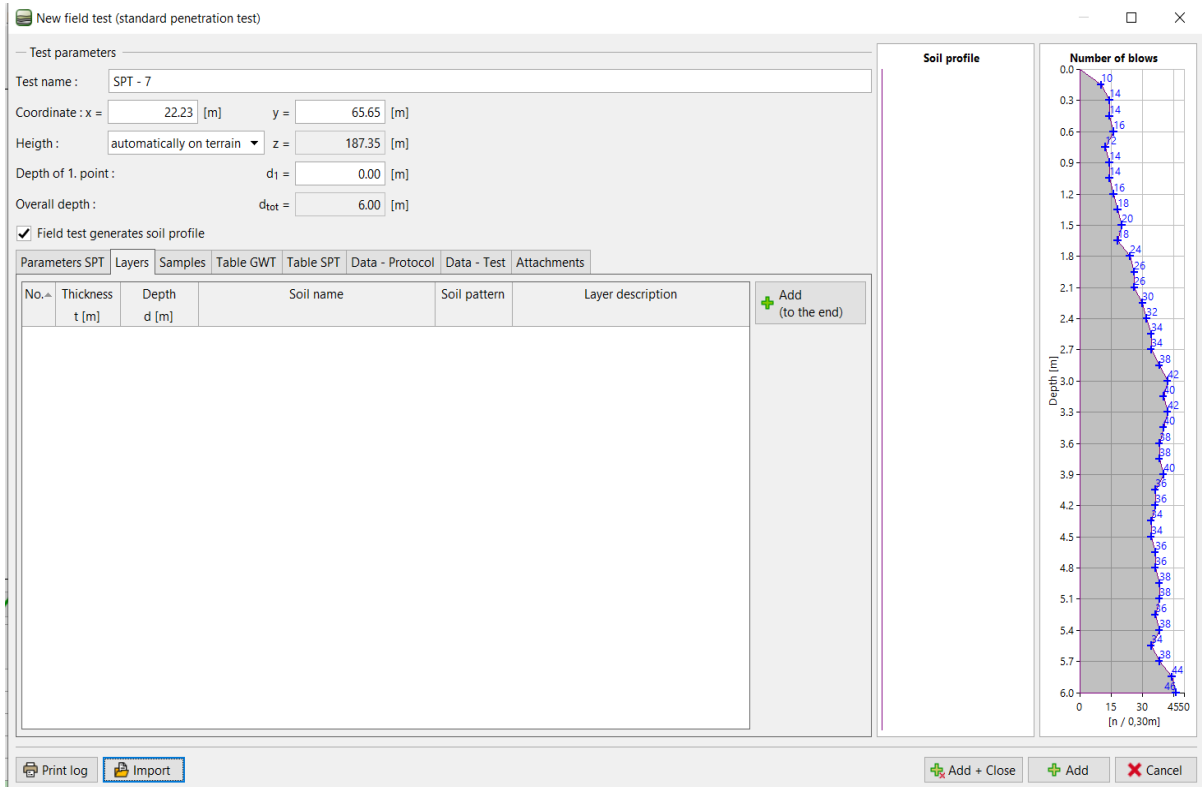 New field test (standard penetration test)
Test parameters
Test name :
SPT - 7
Coordinate : x =
22.23
[m]
y =
65.65
[m]
Heigth :
automatically on terrain
z =
187.35
[m]
Depth of 1. point :
d1 =
0.00
[m]
Overall depth :
dtot =
6.00
[m]
Field test generates soil profile
Parameters SPT
Layers
Samples
Table GWT
Table SPT
Data - Protocol
Data - Test
Attachments
No.
Thickness
t [m]
Depth
d [m]
Soil name
Soil pattern
Layer description
Add
(to the end)
Soil profile
Number of blows
0.0
10
14
0.3
14
16
0.6
12
14
0.9
14
16
1.2
18
20
1.5
18
24
1.8
26
26
2.1
30
32
2.4
34
34
2.7
38
42
3.0
40
42
3.3
40
38
3.6
38
40
3.9
36
36
4.2
34
34
4.5
36
36
4.8
38
38
5.1
36
38
5.4
34
38
5.7
44
46
6.0
Depth [m]
0
15
30
4550
[n / 0,30m]
Print log
Import
Add + Close
Add
Cancel